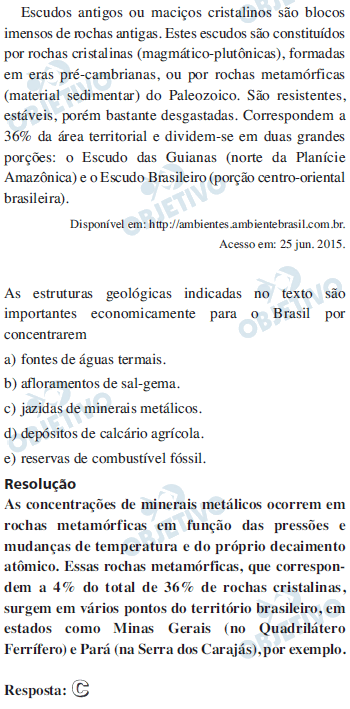 Escudos antigos ou maciços cristalinos são blocos
imensos de rochas antigas. Estes escudos são constituídos
por rochas cristalinas (magmático-plutônicas), formadas
em eras pré-cambrianas, ou por rochas metamórficas
(material sedimentar) do Paleozoico. São resistentes,
estáveis, porém bastante desgastadas. Correspondem a
36% da área territorial e dividem-se em duas grandes
porções: o Escudo das Guianas (norte da Planície
Amazônica) e o Escudo Brasileiro (porção centro-oriental
brasileira).
Disponível em: http://ambientes.ambientebrasil.com.br.
Acesso em: 25 jun. 2015.
As estruturas geológicas indicadas no texto são
importantes economicamente para o Brasil por
concentrarem
a) fontes de águas termais.
b) afloramentos de sal-gema.
c) jazidas de minerais metálicos.
d) depósitos de calcário agrícola.
e) reservas de combustível fóssil.
Resolução
As concentrações de minerais metálicos ocorrem em
rochas metamórficas em função das pressões e
mudanças de temperatura e do próprio decaimento
atômico. Essas rochas metamórficas, que correspon-
dem a 4% do total de 36% de rochas cristalinas,
surgem em vários pontos do território brasileiro, em
estados como Minas Gerais (no Quadrilátero
Ferrífero) e Pará (na Serra dos Carajás), por exemplo.
Resposta: C
OBJETIVO
OBJETIVO
OBJETIVO
OBJETIVO
OBJETIVO
OBJETIVO